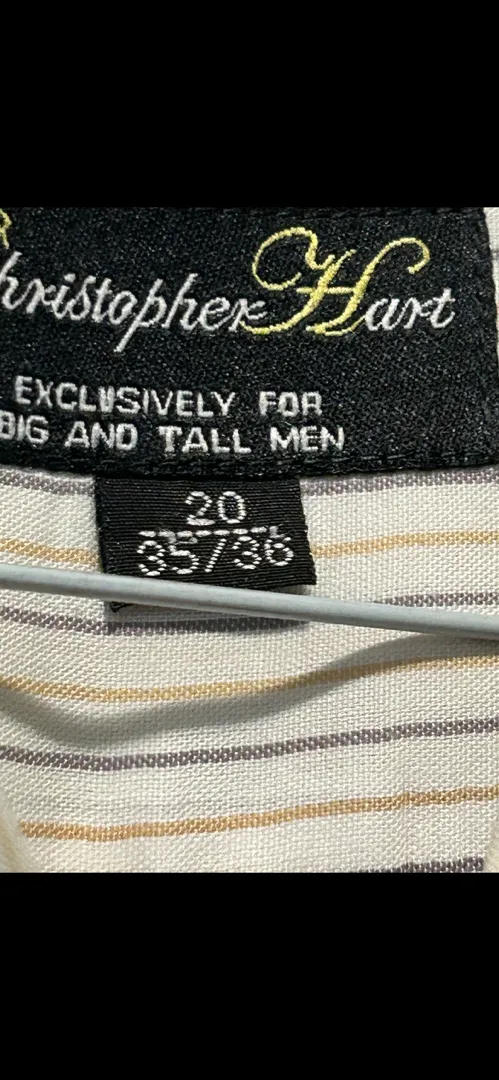 R
hristopher Hart
EXCLUSIVELY FOR
BIG AND TALL MEN
20
35/36